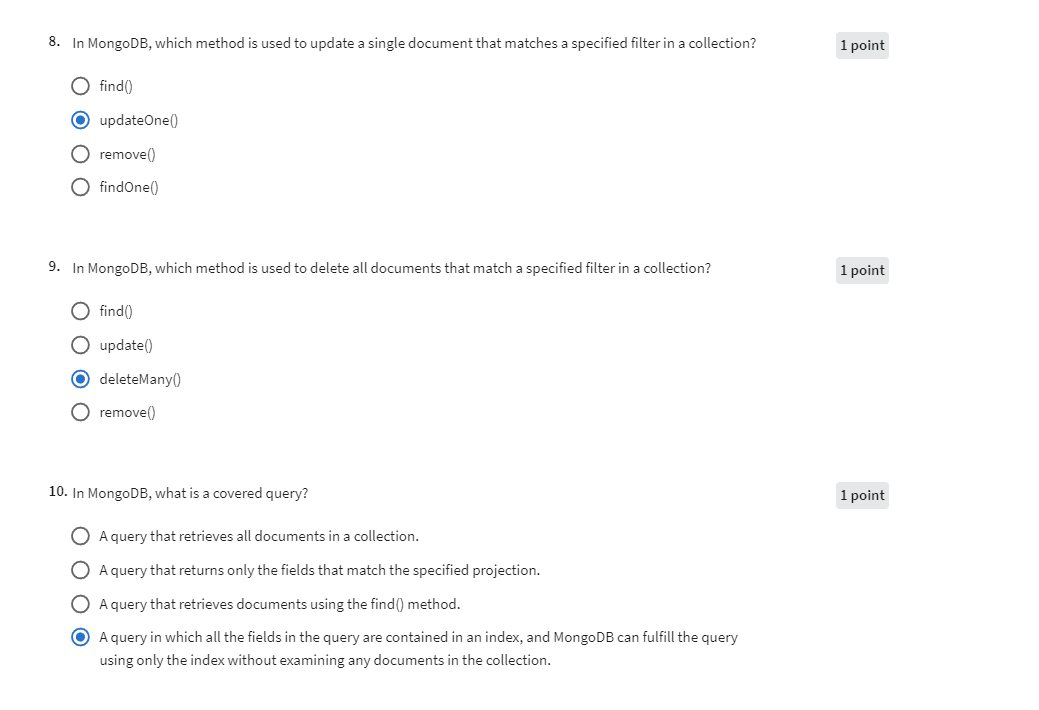 8. In MongoDB, which method is used to update a single document that matches a specified filter in a collection? 1 point
find()
updateOne()
remove()
findOne()
9. In MongoDB, which method is used to delete all documents that match a specified filter in a collection? 1 point
find()
update()
deleteMany()
remove()
10. In MongoDB, what is a covered query? 1 point
A query that retrieves all documents in a collection.
A query that returns only the fields that match the specified projection.
A query that retrieves documents using the find() method.
A query in which all the fields in the query are contained in an index, and MongoDB can fulfill the query
using only the index without examining any documents in the collection.